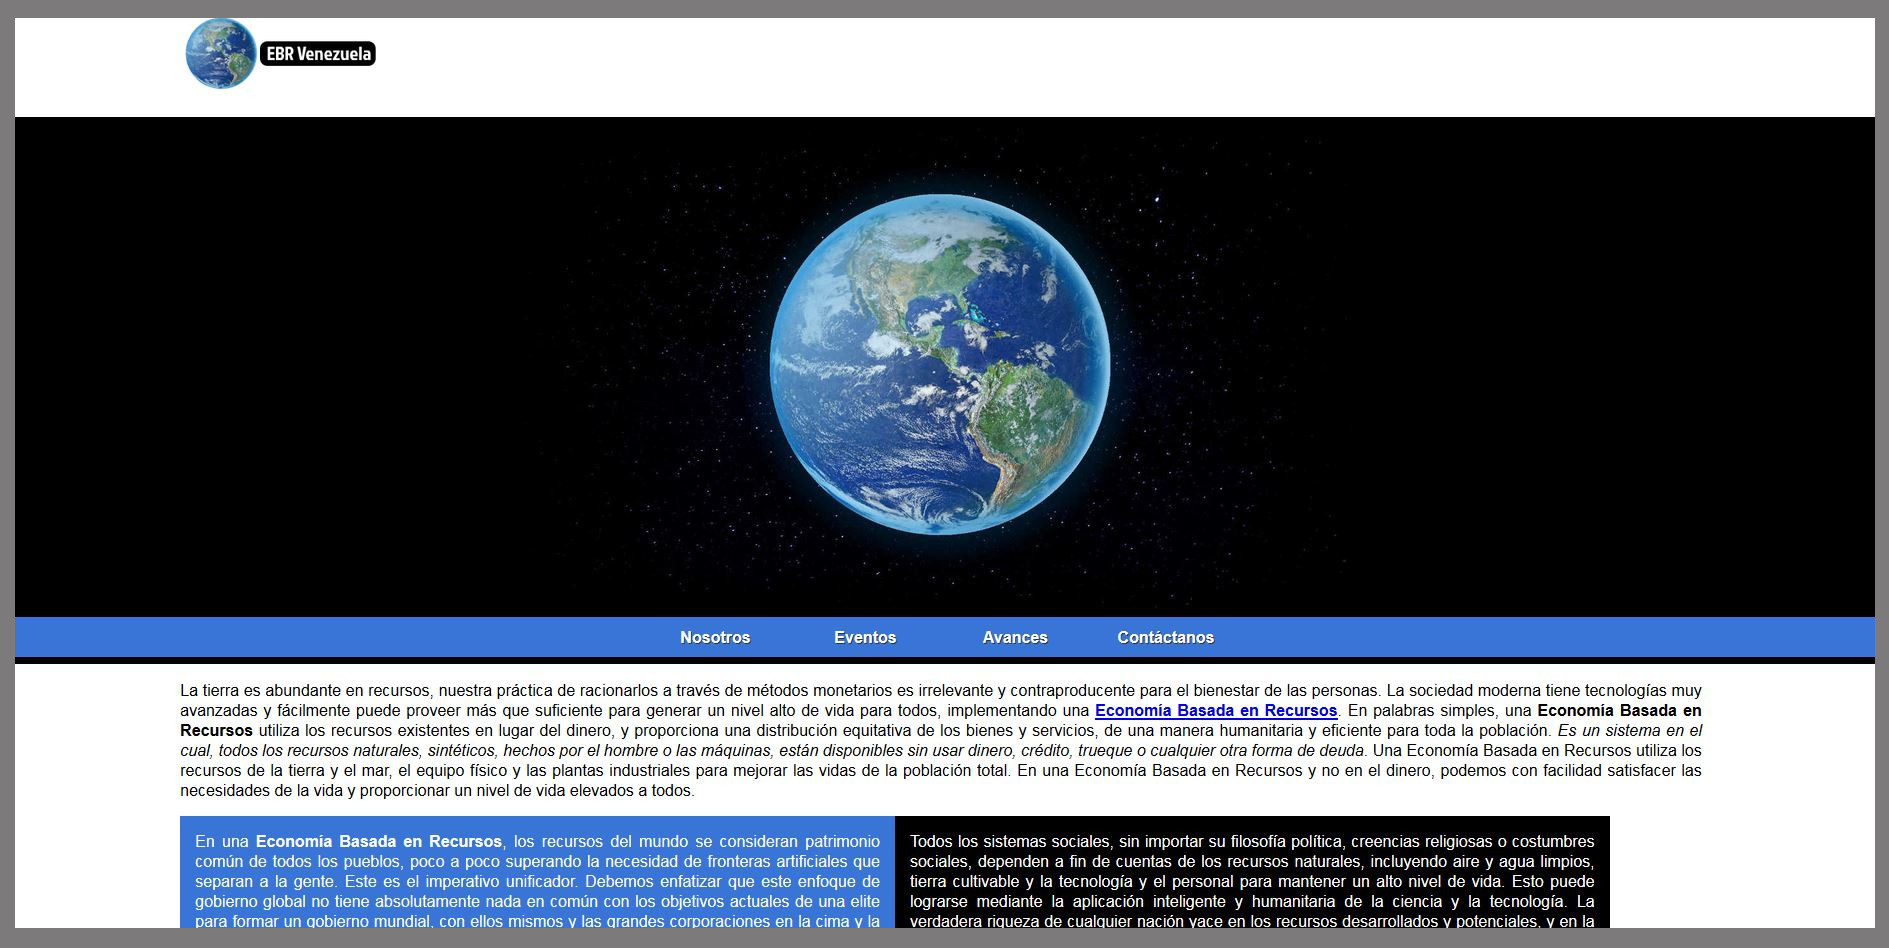 EBR Venezuela
Nosotros Eventos Avances Contáctanos
La tierra es abundante en recursos, nuestra práctica de racionarlos a través de métodos monetarios es irrelevante y contraproducente para el bienestar de las personas. La sociedad moderna tiene tecnologías muy
avanzadas y fácilmente puede proveer más que suficiente para generar un nivel alto de vida para todos, implementando una Economía Basada en Recursos. En palabras simples, una Economía Basada en
Recursos utiliza los recursos existentes en lugar del dinero, y proporciona una distribución equitativa de los bienes y servicios, de una manera humanitaria y eficiente para toda la población. Es un sistema en el
cual, todos los recursos naturales, sintéticos, hechos por el hombre o las máquinas, están disponibles sin usar dinero, crédito, trueque o cualquier otra forma de deuda. Una Economía Basada en Recursos utiliza los
recursos de la tierra y el mar, el equipo físico y las plantas industriales para mejorar las vidas de la población total. En una Economía Basada en Recursos y no en el dinero, podemos con facilidad satisfacer las
necesidades de la vida y proporcionar un nivel de vida elevados a todos.
En una Economía Basada en Recursos, los recursos del mundo se consideran patrimonio
común de todos los pueblos, poco a poco superando la necesidad de fronteras artificiales que
separan a la gente. Este es el imperativo unificador. Debemos enfatizar que este enfoque de
gobierno global no tiene absolutamente nada en común con los objetivos actuales de una elite
para formar un gobierno mundial, con ellos mismos y las grandes corporaciones en la cima y la
Todos los sistemas sociales, sin importar su filosofía política, creencias religiosas o costumbres
sociales, dependen a fin de cuentas de los recursos naturales, incluyendo aire y agua limpios,
tierra cultivable y la tecnología y el personal para mantener un alto nivel de vida. Esto puede
lograrse mediante la aplicación inteligente y humanitaria de la ciencia y la tecnología. La
verdadera riqueza de cualquier nación yace en los recursos desarrollados y potenciales, y en la